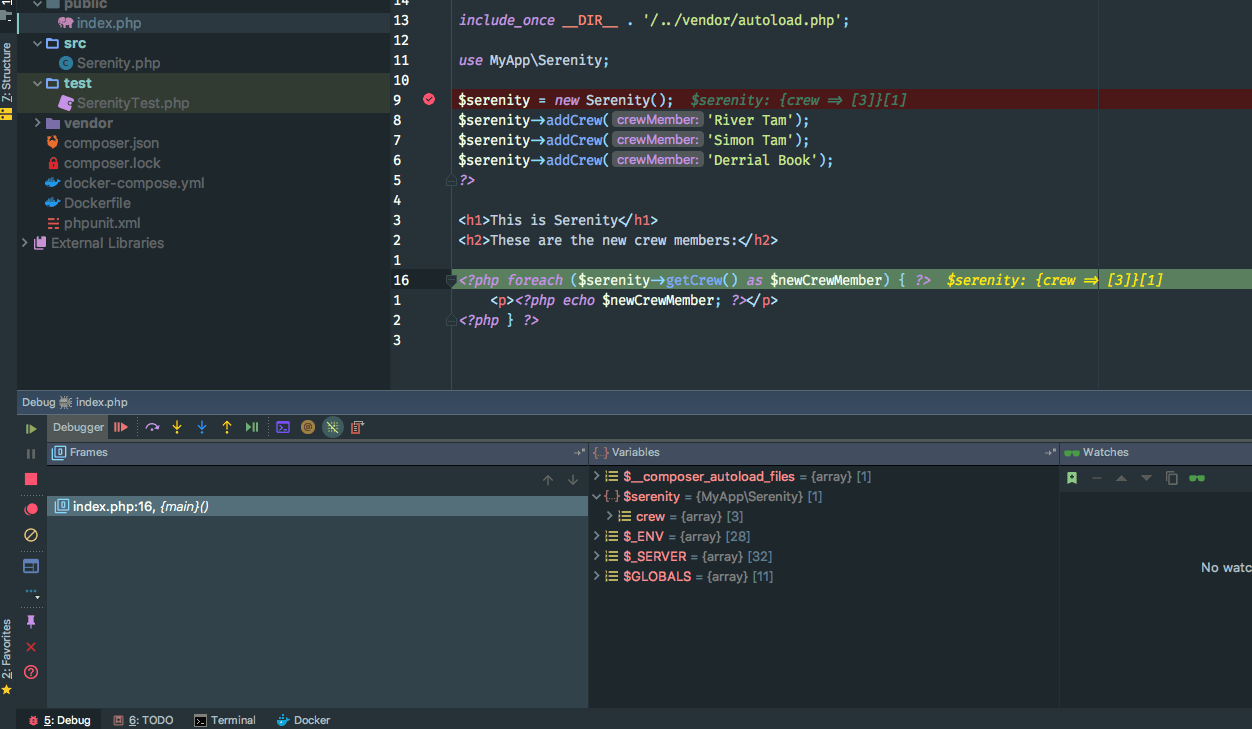 public
index.php
src
Serenity.php
test
SerenityTest.php
vendor
composer.json
composer.lock
docker-compose.yml
Dockerfile
phpunit.xml
External Libraries
Z: Structure
2: Favorites
14
13 include_once __DIR__ . '/../vendor/autoload.php';
12
11 use MyApp\Serenity;
10
9 $serenity = new Serenity(); $serenity: {crew => [3]}[1]
8 $serenity->addCrew( crewMember: 'River Tam');
7 $serenity->addCrew( crewMember: 'Simon Tam');
6 $serenity->addCrew( crewMember: 'Derrial Book');
5 ?>
4
3 <h1>This is Serenity</h1>
2 <h2>These are the new crew members:</h2>
1
16 <?php foreach ($serenity->getCrew() as $newCrewMember) { ?> $serenity: {crew => [3]}[1]
1 <p><?php echo $newCrewMember; ?></p>
2 <?php } ?>
3
Debug index.php
Debugger
Frames
index.php:16, {main}()
Variables
$__composer_autoload_files = {array} [1]
$serenity = {MyApp\Serenity} [1]
crew = {array} [3]
$_ENV = {array} [28]
$_SERVER = {array} [32]
$GLOBALS = {array} [11]
Watches
No watc
5: Debug 6: TODO Terminal Docker